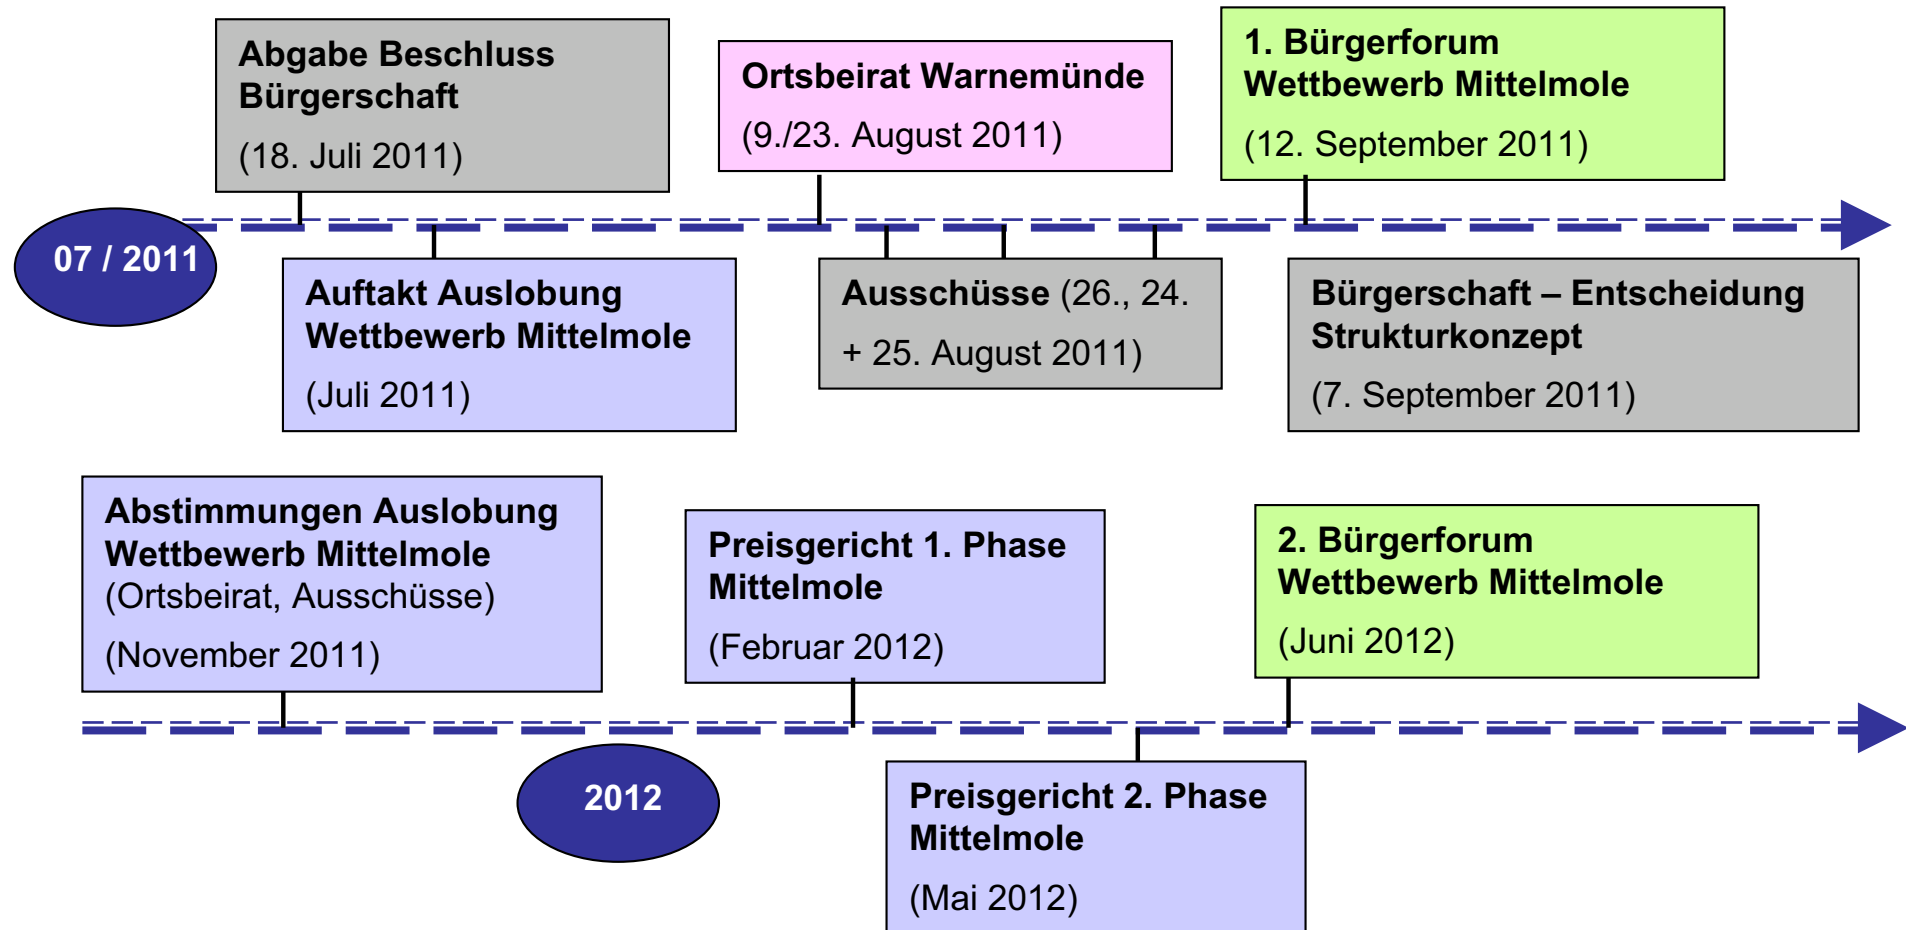 Abgabe Beschluss
Bürgerschaft
(18. Juli 2011)
Ortsbeirat Warnemünde
(9./23. August 2011)
1. Bürgerforum
Wettbewerb Mittelmole
(12. September 2011)
07 / 2011
Auftakt Auslobung
Wettbewerb Mittelmole
(Juli 2011)
Ausschüsse (26., 24.
+ 25. August 2011)
Bürgerschaft – Entscheidung
Strukturkonzept
(7. September 2011)
Abstimmungen Auslobung
Wettbewerb Mittelmole
(Ortsbeirat, Ausschüsse)
(November 2011)
Preisgericht 1. Phase
Mittelmole
(Februar 2012)
2. Bürgerforum
Wettbewerb Mittelmole
(Juni 2012)
2012
Preisgericht 2. Phase
Mittelmole
(Mai 2012)